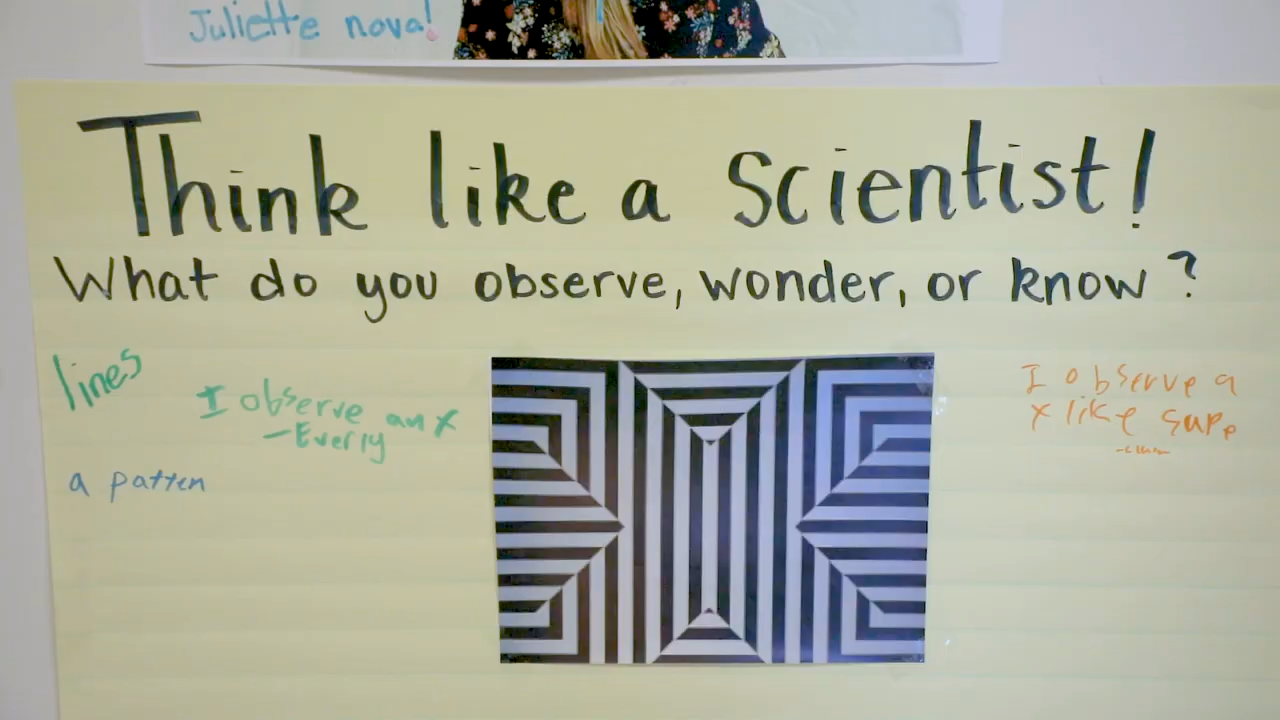 Juliette nova!
Think like a Scientist!
What do you observe, wonder, or know?
lines
I observe an x
-Everly
a patten
I observe a
x like supe